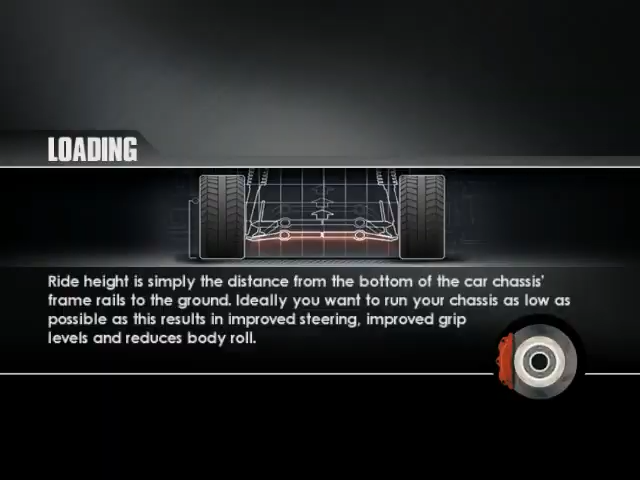 LOADING
Ride height is simply the distance from the bottom of the car chassis'
frame rails to the ground. Ideally you want to run your chassis as low as
possible as this results in improved steering, improved grip
levels and reduces body roll.